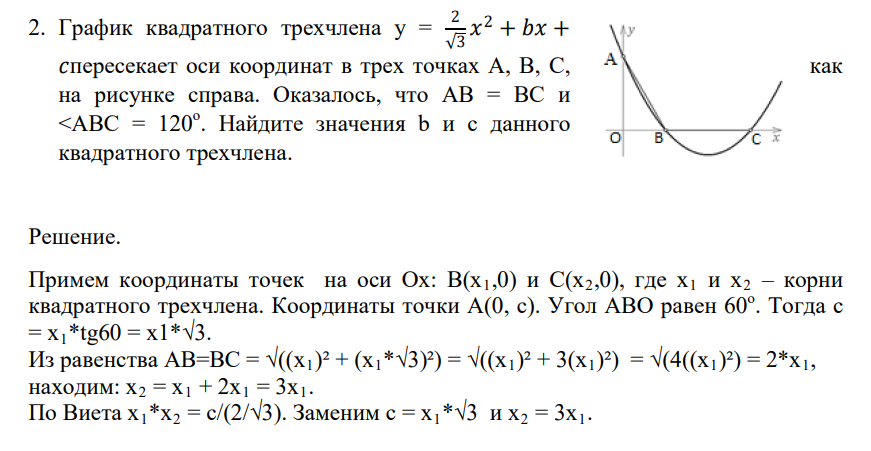 2. График квадратного трехчлена y = 2/√3 x² + bx +
cпересекает оси координат в трех точках A, B, C, как
на рисунке справа. Оказалось, что AB = BC и
<ABC = 120º. Найдите значения b и c данного
квадратного трехчлена.
y
A
O
B
C
x
Решение.
Примем координаты точек на оси Ох: B(x₁,0) и C(x₂,0), где x₁ и x₂ – корни
квадратного трехчлена. Координаты точки A(0, c). Угол ABO равен 60º. Тогда c
= x₁*tg60 = x1*√3.
Из равенства AB=BC = √((x₁)² + (x₁*√3)²) = √((x₁)² + 3(x₁)²) = √(4((x₁)²) = 2*x₁,
находим: x₂ = x₁ + 2x₁ = 3x₁.
По Виета x₁*x₂ = c/(2/√3). Заменим c = x₁*√3 и x₂ = 3x₁.